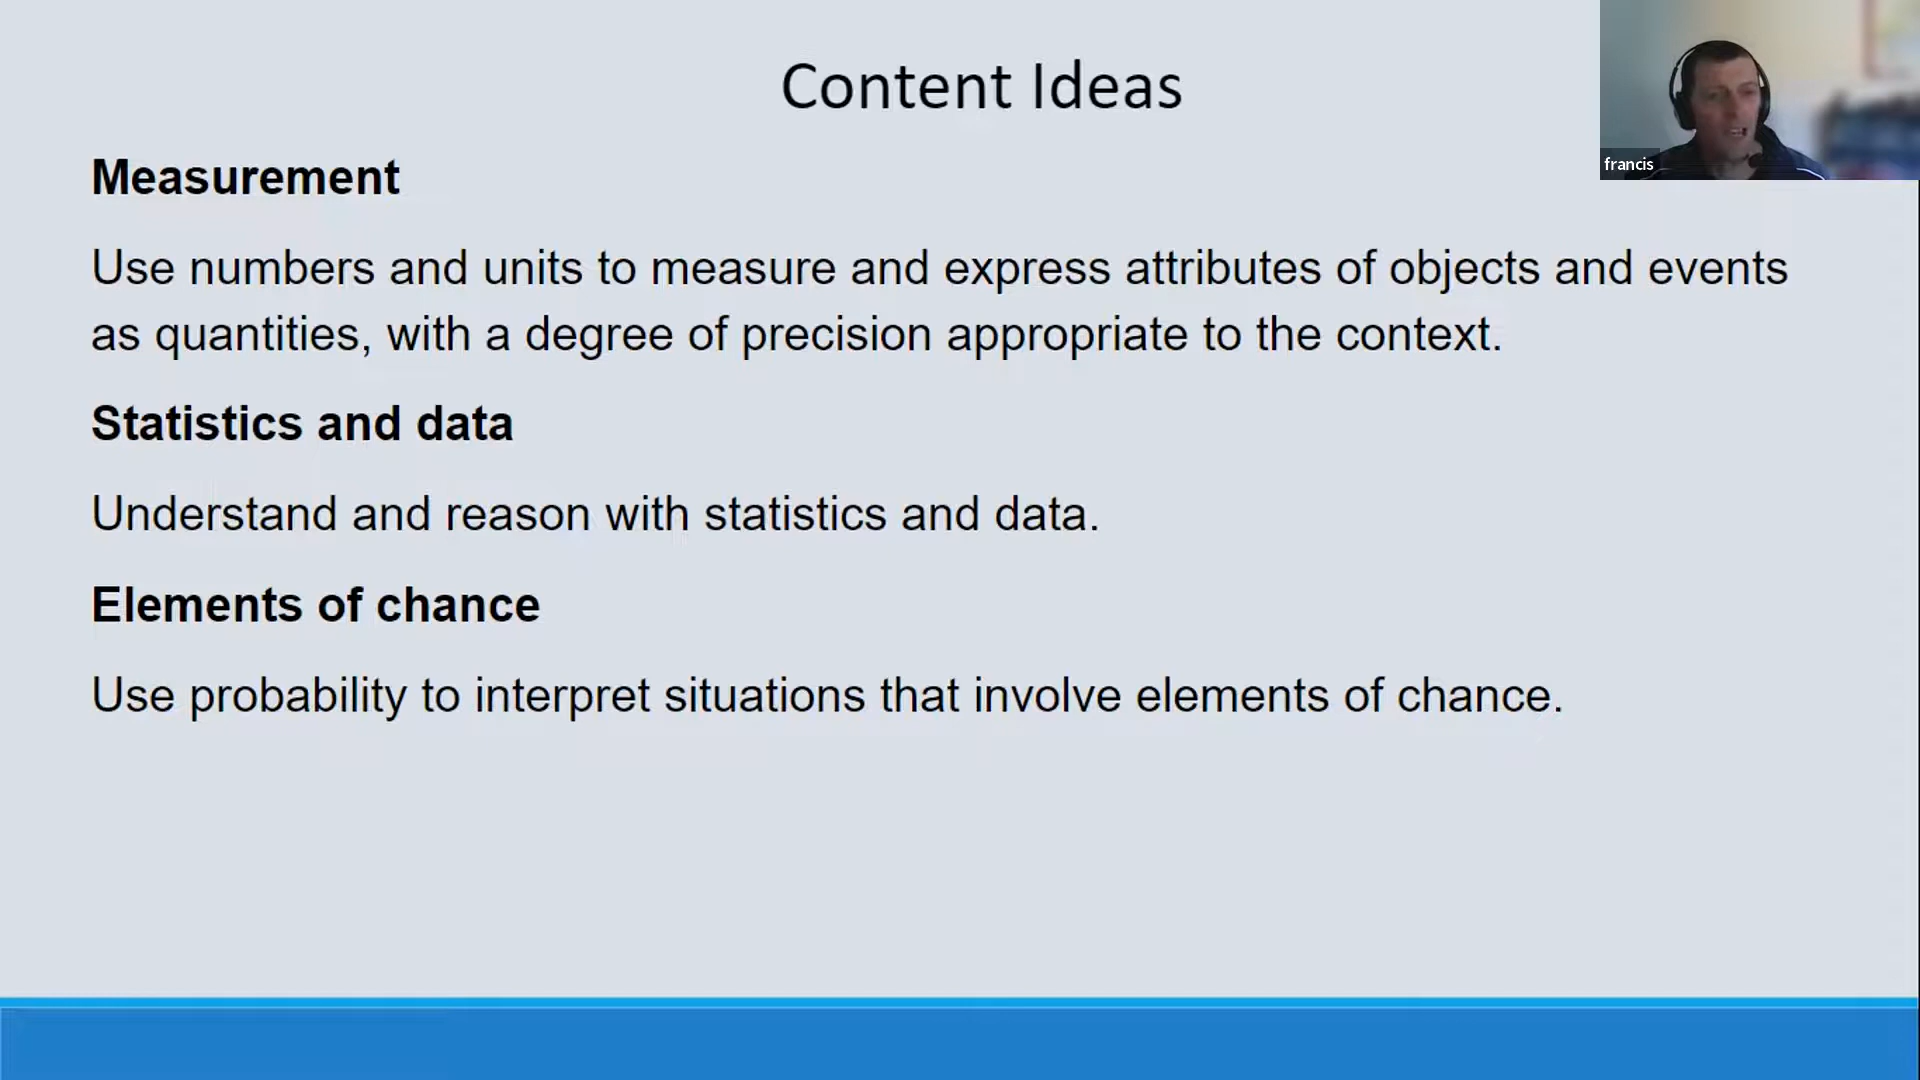 Content Ideas
francis
Measurement
Use numbers and units to measure and express attributes of objects and events
as quantities, with a degree of precision appropriate to the context.
Statistics and data
Understand and reason with statistics and data.
Elements of chance
Use probability to interpret situations that involve elements of chance.